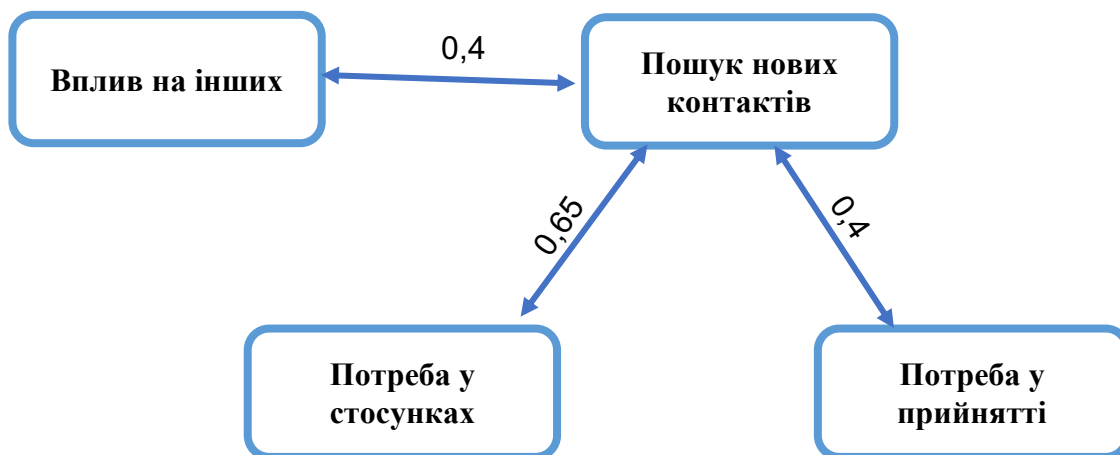 0,4
Вплив на інших
Пошук нових
контактів
0,65
0,4
Потреба у
стосунках
Потреба у
прийнятті